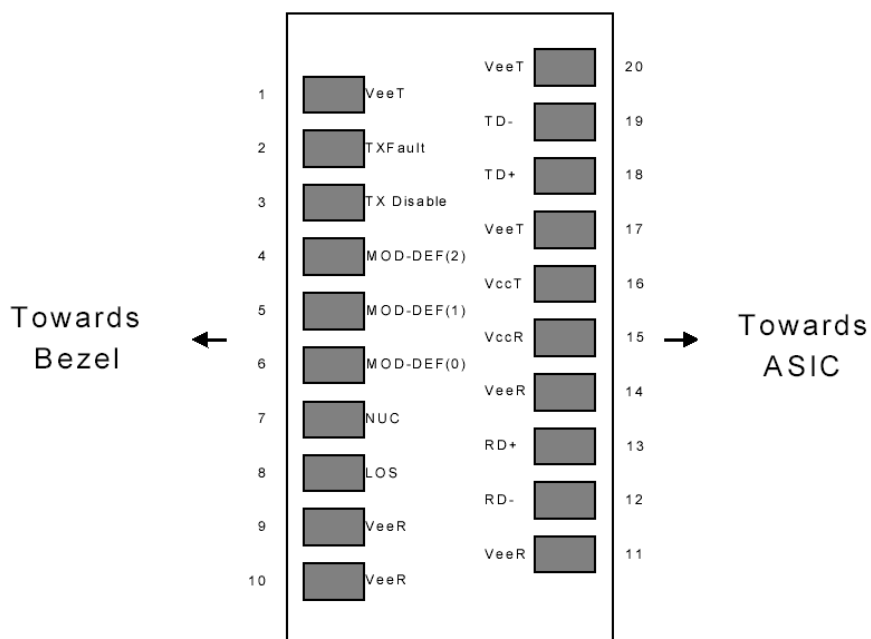 VeeT 20
1 VeeT
TD- 19
2 TXFault
TD+ 18
3 TX Disable
VeeT 17
4 MOD-DEF(2)
VccT 16
5 MOD-DEF(1)
Towards
Bezel
VccR 15
Towards
ASIC
6 MOD-DEF(0)
VeeR 14
7 NUC
RD+ 13
8 LOS
RD- 12
9 VeeR
VeeR 11
10 VeeR